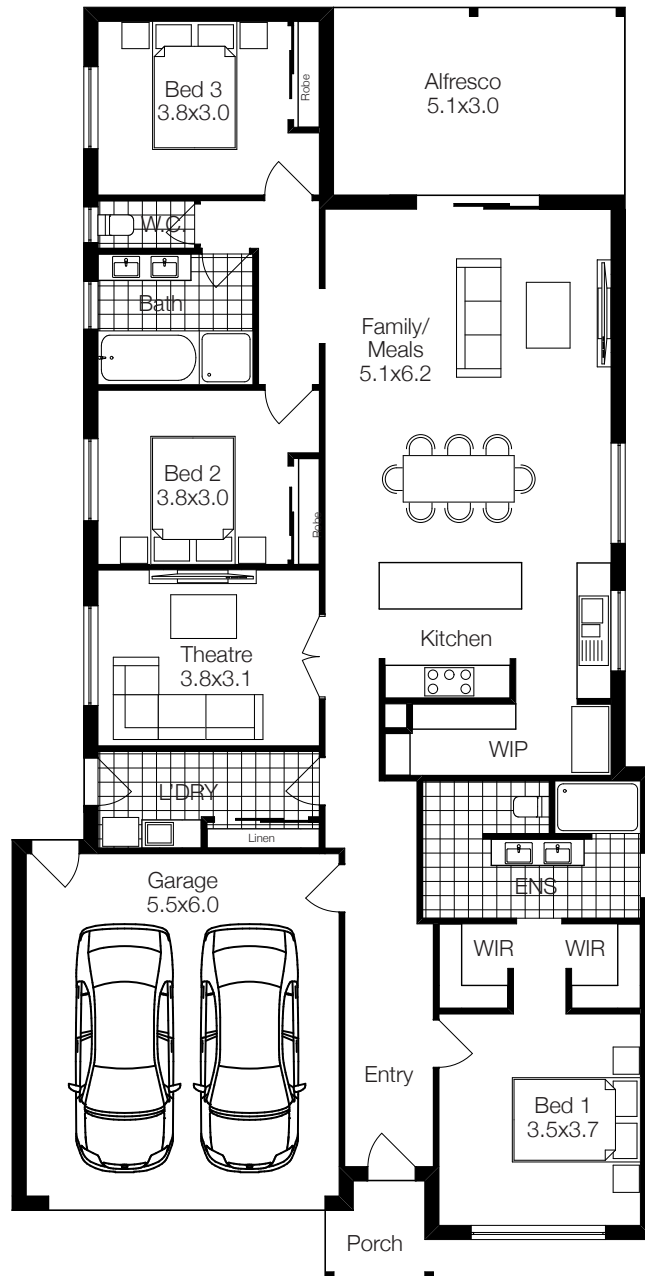 Bed 3
3.8x3.0
Robe
Alfresco
5.1x3.0
W.C.
Bath
Family/
Meals
5.1x6.2
Bed 2
3.8x3.0
Robe
Kitchen
Theatre
3.8x3.1
WIP
L'DRY
Linen
Garage
5.5x6.0
ENS
WIR
WIR
Entry
Bed 1
3.5x3.7
Porch